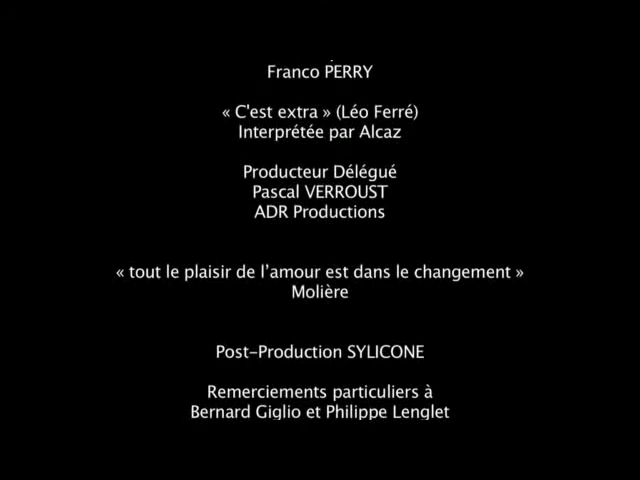 Franco PERRY
« C'est extra » (Léo Ferré)
Interprétée par Alcaz
Producteur Délégué
Pascal VERROUST
ADR Productions
« tout le plaisir de l'amour est dans le changement »
Molière
Post-Production SYLICONE
Remerciements particuliers à
Bernard Giglio et Philippe Lenglet